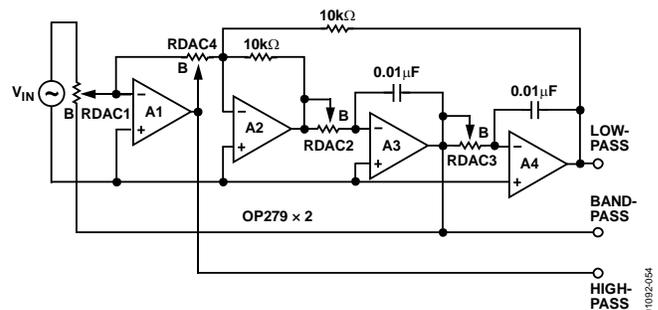 10kΩ
RDAC4
B
10kΩ
0.01µF
0.01µF
VIN
B
RDAC1
–
A1
+
–
A2
+
B
RDAC2
–
A3
+
B
RDAC3
–
A4
+
LOW-
PASS
OP279 × 2
BAND-
PASS
HIGH-
PASS
01092-054